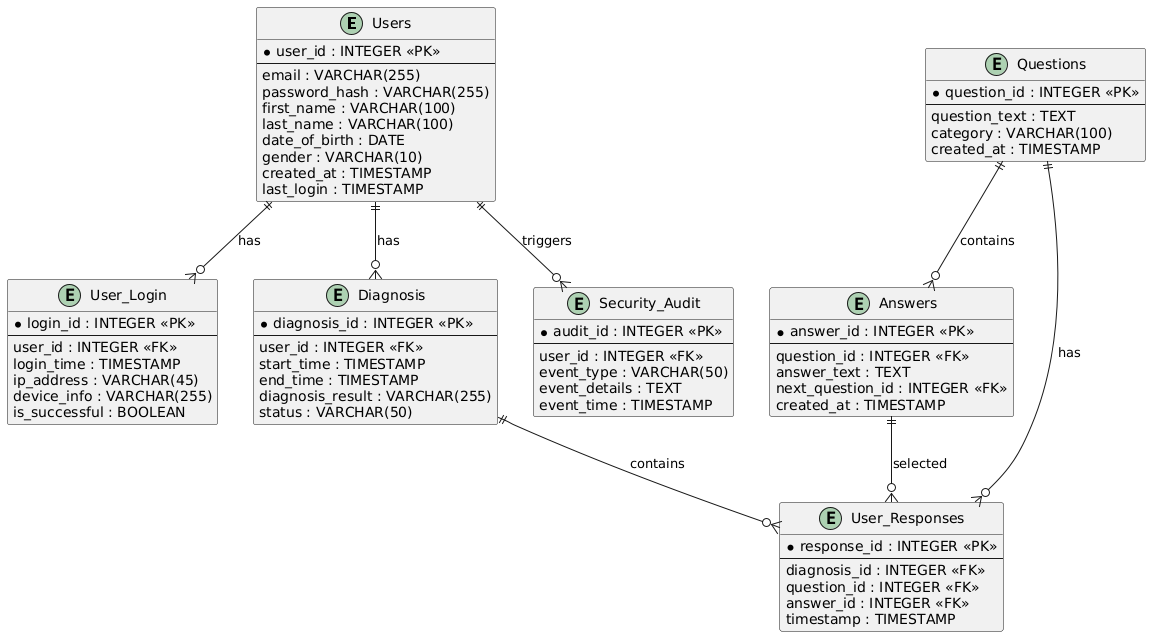 E Users
* user_id : INTEGER «PK»
email : VARCHAR(255)
password_hash : VARCHAR(255)
first_name : VARCHAR(100)
last_name : VARCHAR(100)
date_of_birth : DATE
gender : VARCHAR(10)
created_at : TIMESTAMP
last_login : TIMESTAMP
E Questions
* question_id : INTEGER «PK»
question_text : TEXT
category : VARCHAR(100)
created_at : TIMESTAMP
has
has
triggers
contains
E User_Login
* login_id : INTEGER «PK»
user_id : INTEGER «FK»
login_time : TIMESTAMP
ip_address : VARCHAR(45)
device_info : VARCHAR(255)
is_successful : BOOLEAN
E Diagnosis
* diagnosis_id : INTEGER «PK»
user_id : INTEGER «FK»
start_time : TIMESTAMP
end_time : TIMESTAMP
diagnosis_result : VARCHAR(255)
status : VARCHAR(50)
E Security_Audit
* audit_id : INTEGER «PK»
user_id : INTEGER «FK»
event_type : VARCHAR(50)
event_details : TEXT
event_time : TIMESTAMP
E Answers
* answer_id : INTEGER «PK»
question_id : INTEGER «FK»
answer_text : TEXT
next_question_id : INTEGER «FK»
created_at : TIMESTAMP
has
contains
selected
E User_Responses
* response_id : INTEGER «PK»
diagnosis_id : INTEGER «FK»
question_id : INTEGER «FK»
answer_id : INTEGER «FK»
timestamp : TIMESTAMP